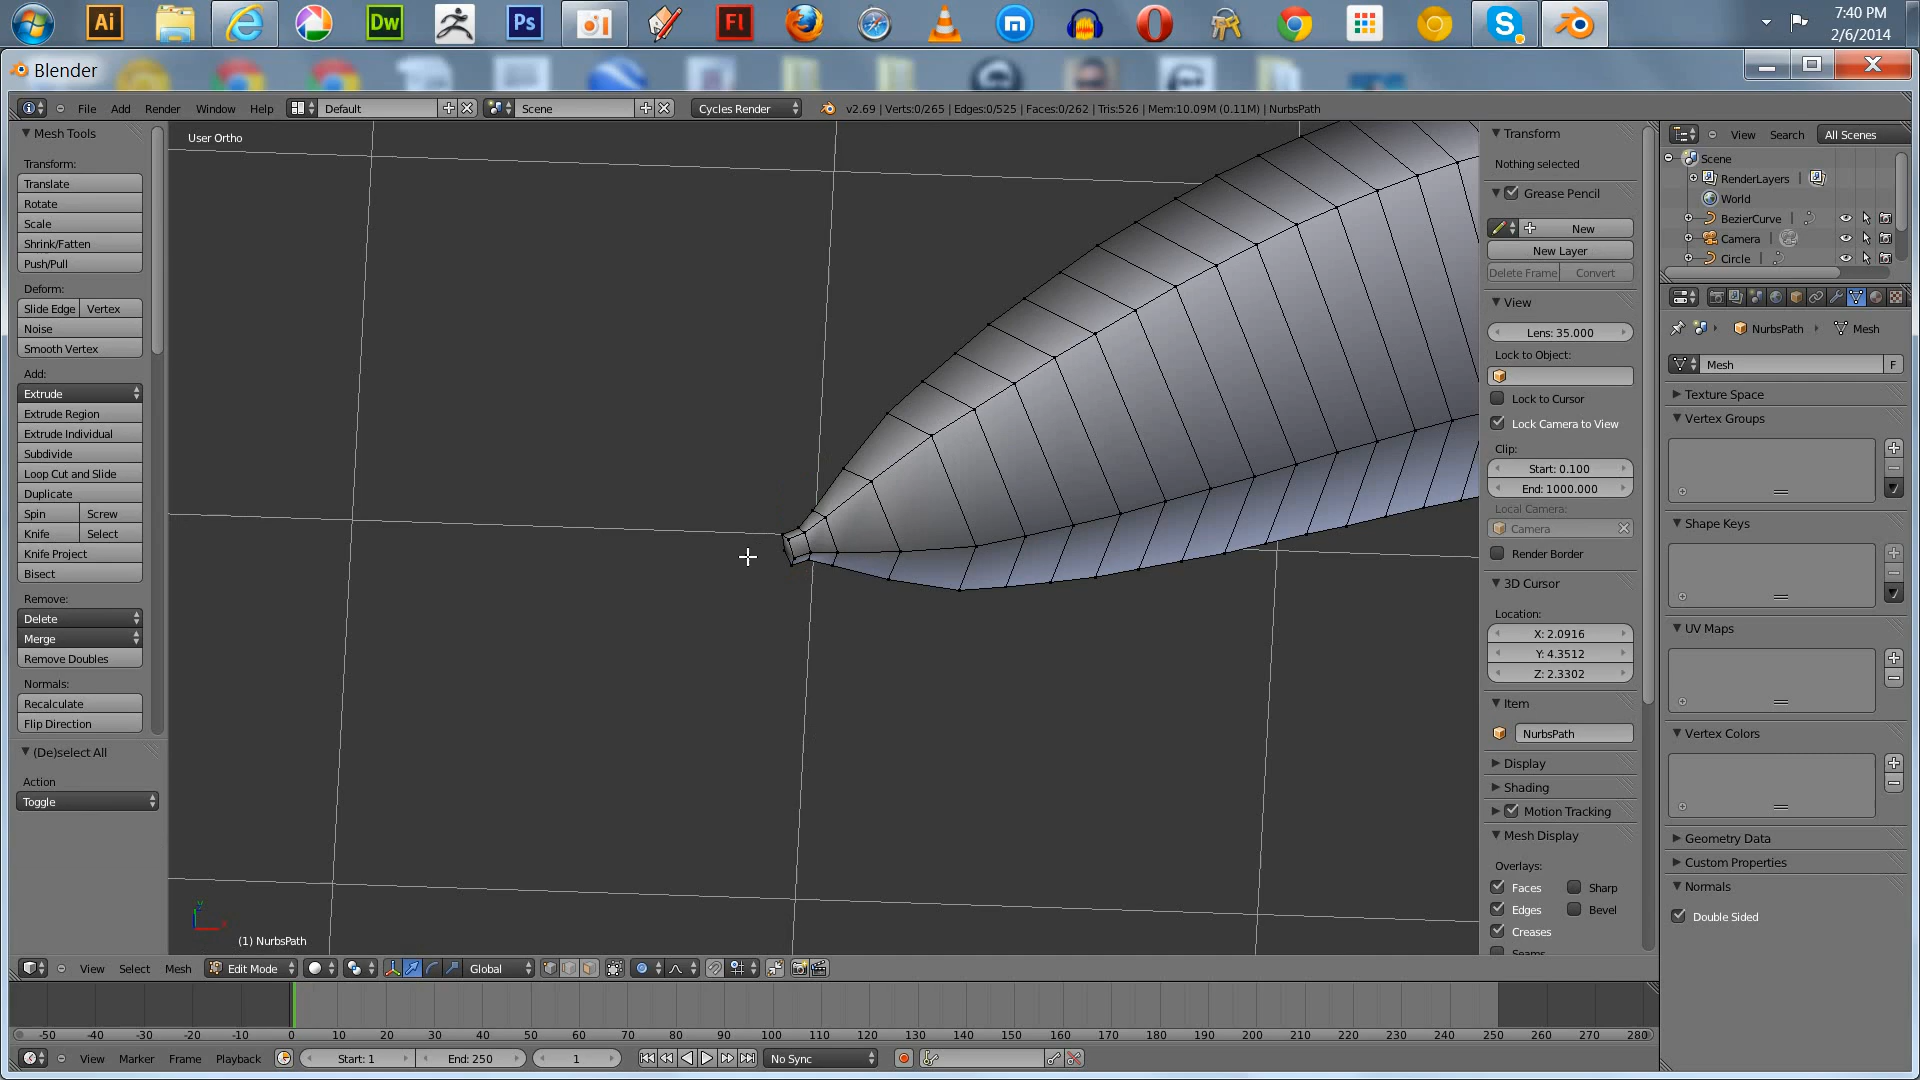 7:40 PM
2/6/2014
Ai
Dw
Ps
Fl
Blender
File Add Render Window Help Default Scene Cycles Render v2.69 | Verts:0/265 | Edges:0/525 | Faces:0/262 | Tris:526 | Mem:10.09M (0.11M) | NurbsPath
Mesh Tools
Transform:
Translate
Rotate
Scale
Shrink/Fatten
Push/Pull
Deform:
Slide Edge Vertex
Noise
Smooth Vertex
Add:
Extrude
Extrude Region
Extrude Individual
Subdivide
Loop Cut and Slide
Duplicate
Spin Screw
Knife Select
Knife Project
Bisect
Remove:
Delete
Merge
Remove Doubles
Normals:
Recalculate
Flip Direction
(De)select All
Action
Toggle
User Ortho
(1) NurbsPath
Transform
Nothing selected
Grease Pencil
New
New Layer
Delete Frame Convert
View
Lens: 35.000
Lock to Object:
Lock to Cursor
Lock Camera to View
Clip:
Start: 0.100
End: 1000.000
Local Camera:
Camera
Render Border
3D Cursor
Location:
X: 2.0916
Y: 4.3512
Z: 2.3302
Item
NurbsPath
Display
Shading
Motion Tracking
Mesh Display
Overlays:
Faces Sharp
Edges Bevel
Creases
Seams
View Search All Scenes
Scene
RenderLayers
World
BezierCurve
Camera
Circle
NurbsPath Mesh
Mesh F
Texture Space
Vertex Groups
Shape Keys
UV Maps
Vertex Colors
Geometry Data
Custom Properties
Normals
Double Sided
View Select Mesh Edit Mode Global
-50 -40 -30 -20 -10 0 10 20 30 40 50 60 70 80 90 100 110 120 130 140 150 160 170 180 190 200 210 220 230 240 250 260 270 280
View Marker Frame Playback Start: 1 End: 250 1 No Sync